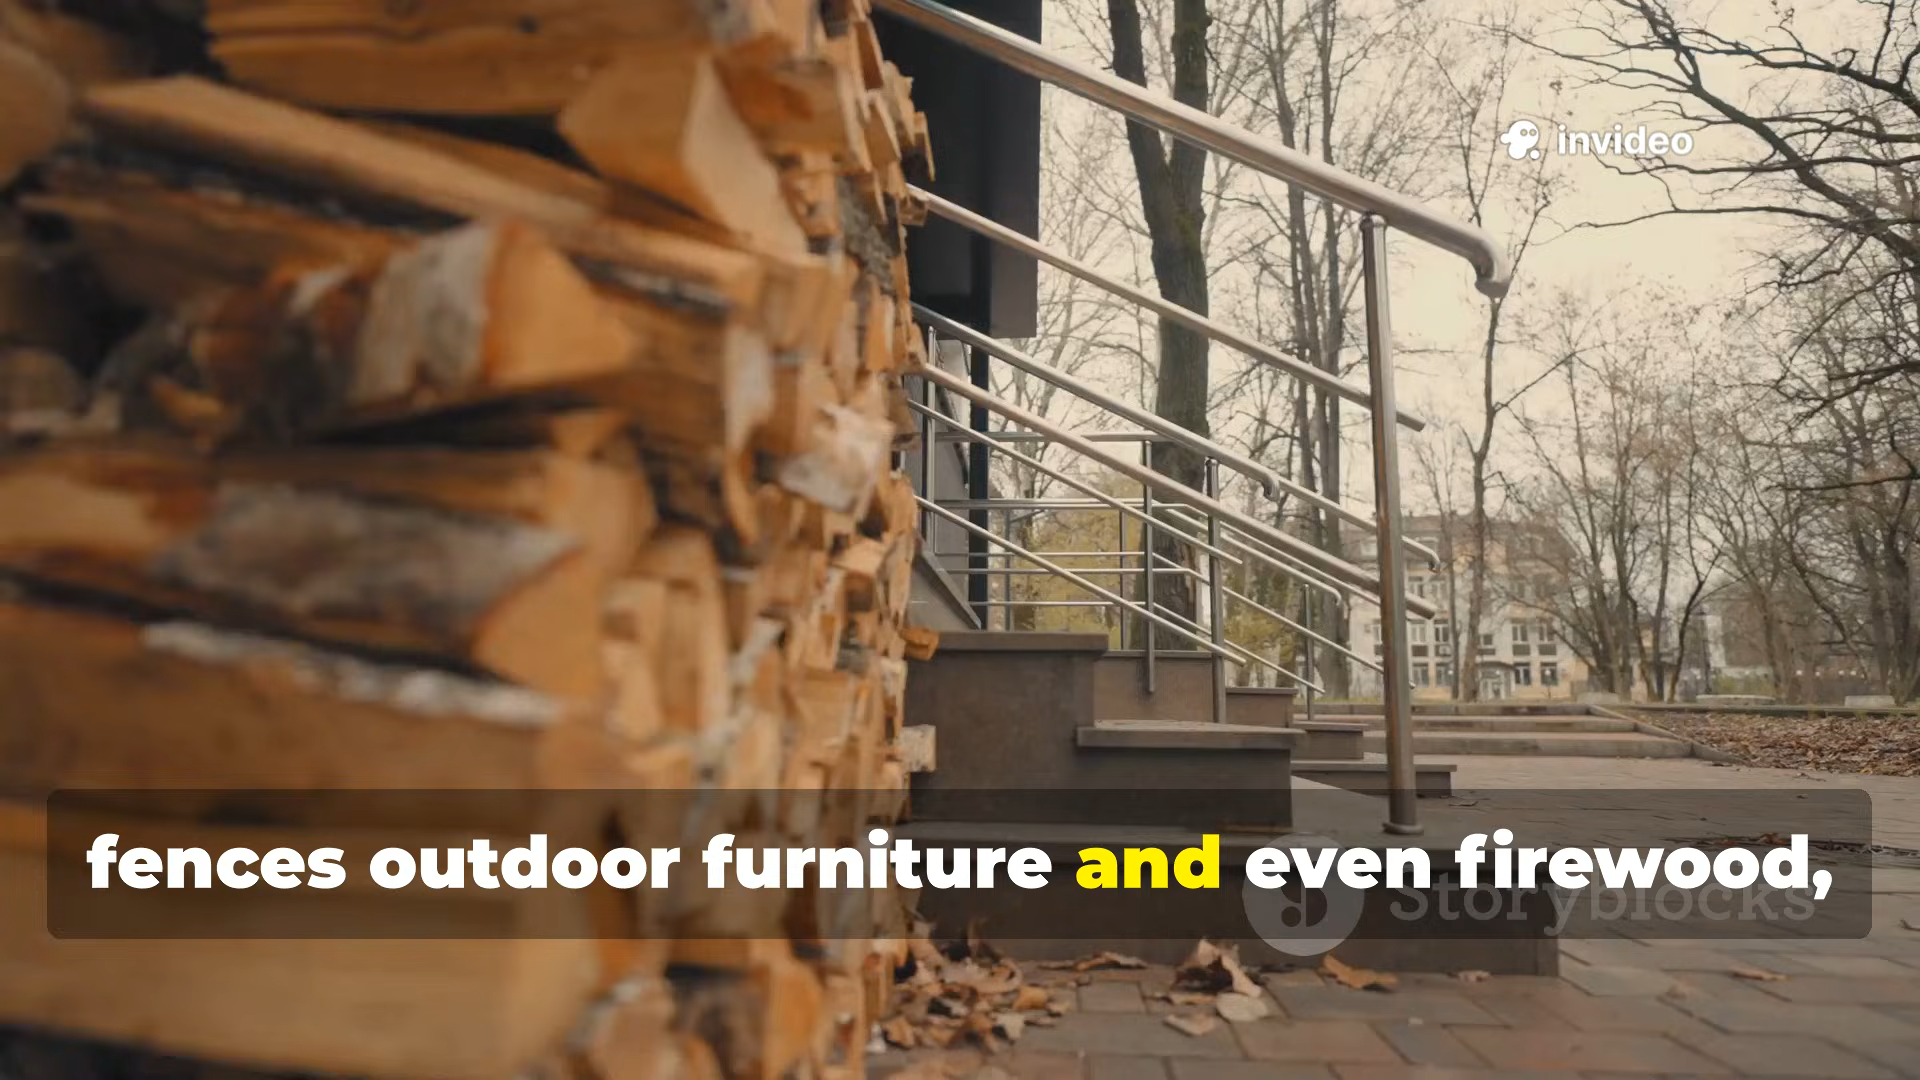 invideo
fences outdoor furniture and even firewood,
Storyblocks